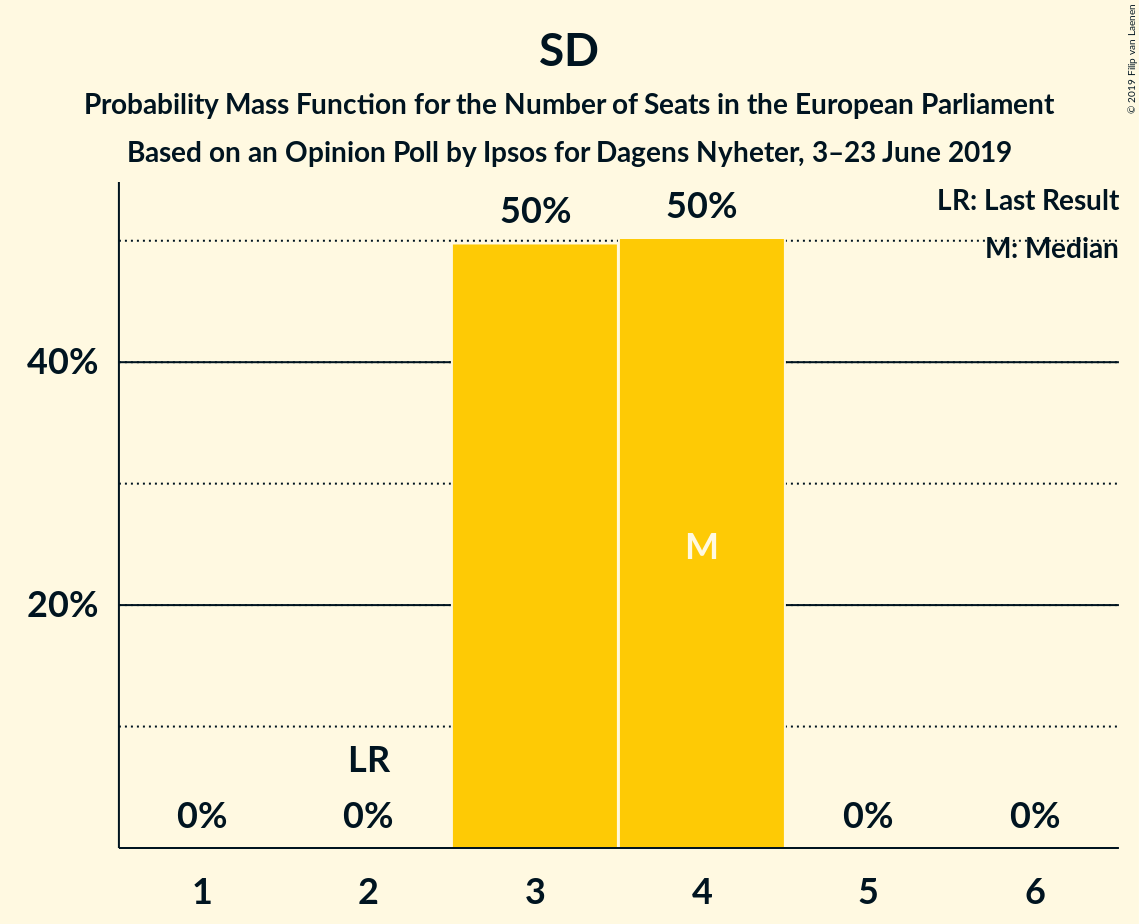 SD
Probability Mass Function for the Number of Seats in the European Parliament
Based on an Opinion Poll by Ipsos for Dagens Nyheter, 3–23 June 2019
© 2019 Filip van Laenen
LR: Last Result
M: Median
50% 50%
40%
20%
M
LR
0% 0% 0% 0%
1 2 3 4 5 6